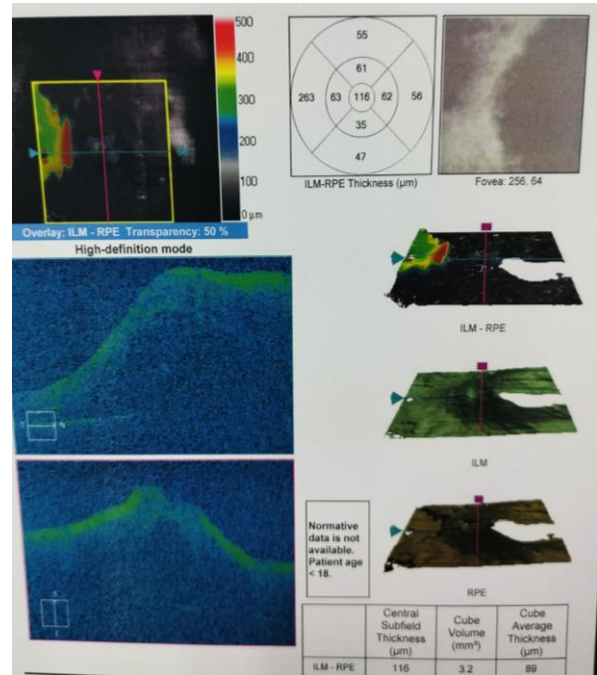 500
400
300
200
100
0 µm
Overlay: ILM - RPE Transparency: 50 %
High-definition mode
55
61
263 63 116 62 56
35
47
ILM-RPE Thickness (µm)
Fovea: 256, 64
ILM - RPE
ILM
RPE
Normative
data is not
available.
Patient age
< 18.
Central Subfield Thickness (µm)
Cube Volume (mm³)
Cube Average Thickness (µm)
ILM - RPE 116 3.2 89